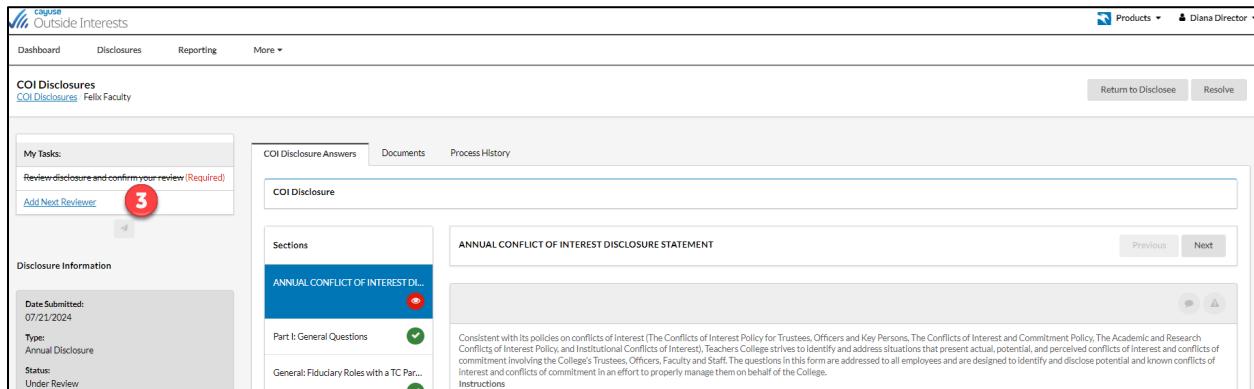 cayuse
Outside Interests
Products
Diana Director
Dashboard
Disclosures
Reporting
More
COI Disclosures
COI Disclosures / Felix Faculty
Return to Disclosee
Resolve
My Tasks:
Review disclosure and confirm your review (Required)
Add Next Reviewer
3
Disclosure Information
Date Submitted:
07/21/2024
Type:
Annual Disclosure
Status:
Under Review
COI Disclosure Answers
Documents
Process History
COI Disclosure
Sections
ANNUAL CONFLICT OF INTEREST DI...
Part I: General Questions
General: Fiduciary Roles with a TC Par...
ANNUAL CONFLICT OF INTEREST DISCLOSURE STATEMENT
Previous
Next
Consistent with its policies on conflicts of interest (The Conflicts of Interest Policy for Trustees, Officers and Key Persons, The Conflicts of Interest and Commitment Policy, The Academic and Research
Conflicts of Interest Policy, and Institutional Conflicts of Interest), Teachers College strives to identify and address situations that present actual, potential, and perceived conflicts of interest and conflicts of
commitment involving the College's Trustees, Officers, Faculty and Staff. The questions in this form are addressed to all employees and are designed to identify and disclose potential and known conflicts of
interest and conflicts of commitment in an effort to properly manage them on behalf of the College.
Instructions